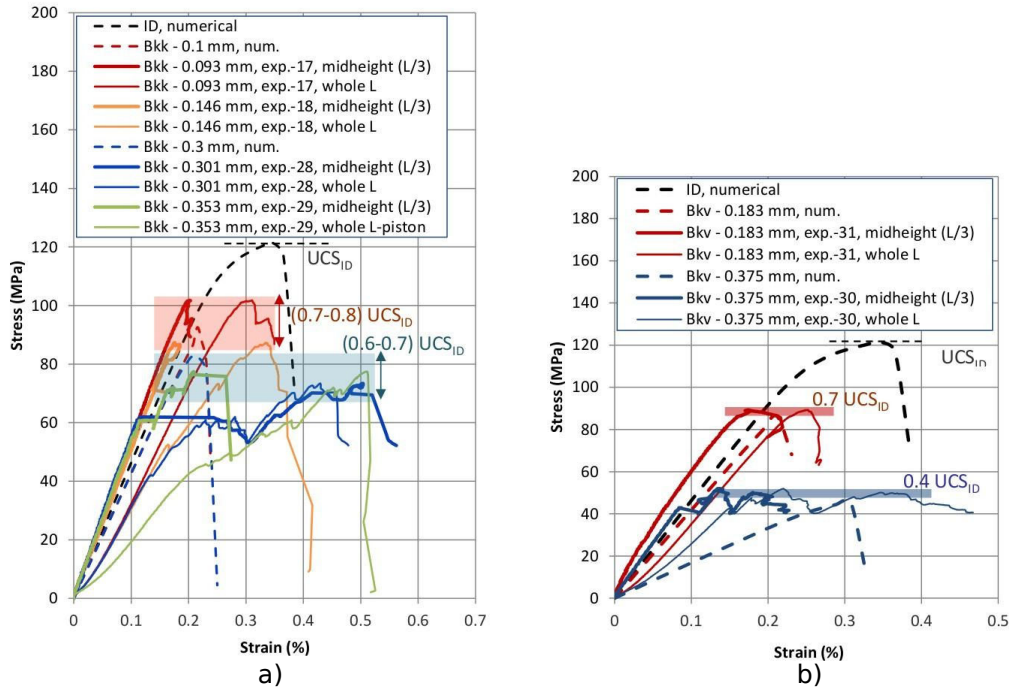 200
180
160
140
120
100
80
60
40
20
0
Stress (MPa)
ID, numerical
Bkk - 0.1 mm, num.
Bkk - 0.093 mm, exp.-17, midheight (L/3)
Bkk - 0.093 mm, exp.-17, whole L
Bkk - 0.146 mm, exp.-18, midheight (L/3)
Bkk - 0.146 mm, exp.-18, whole L
Bkk - 0.3 mm, num.
Bkk - 0.301 mm, exp.-28, midheight (L/3)
Bkk - 0.301 mm, exp.-28, whole L
Bkk - 0.353 mm, exp.-29, midheight (L/3)
Bkk - 0.353 mm, exp.-29, whole L-piston
UCSID
(0.7-0.8) UCSID
(0.6-0.7) UCSID
0 0.1 0.2 0.3 0.4 0.5 0.6 0.7
Strain (%)
a)
200
180
160
140
120
100
80
60
40
20
0
Stress (MPa)
ID, numerical
Bkv - 0.183 mm, num.
Bkv - 0.183 mm, exp.-31, midheight (L/3)
Bkv - 0.183 mm, exp.-31, whole L
Bkv - 0.375 mm, num.
Bkv - 0.375 mm, exp.-30, midheight (L/3)
Bkv - 0.375 mm, exp.-30, whole L
UCSID
0.7 UCSID
0.4 UCSID
0 0.1 0.2 0.3 0.4 0.5
Strain (%)
b)